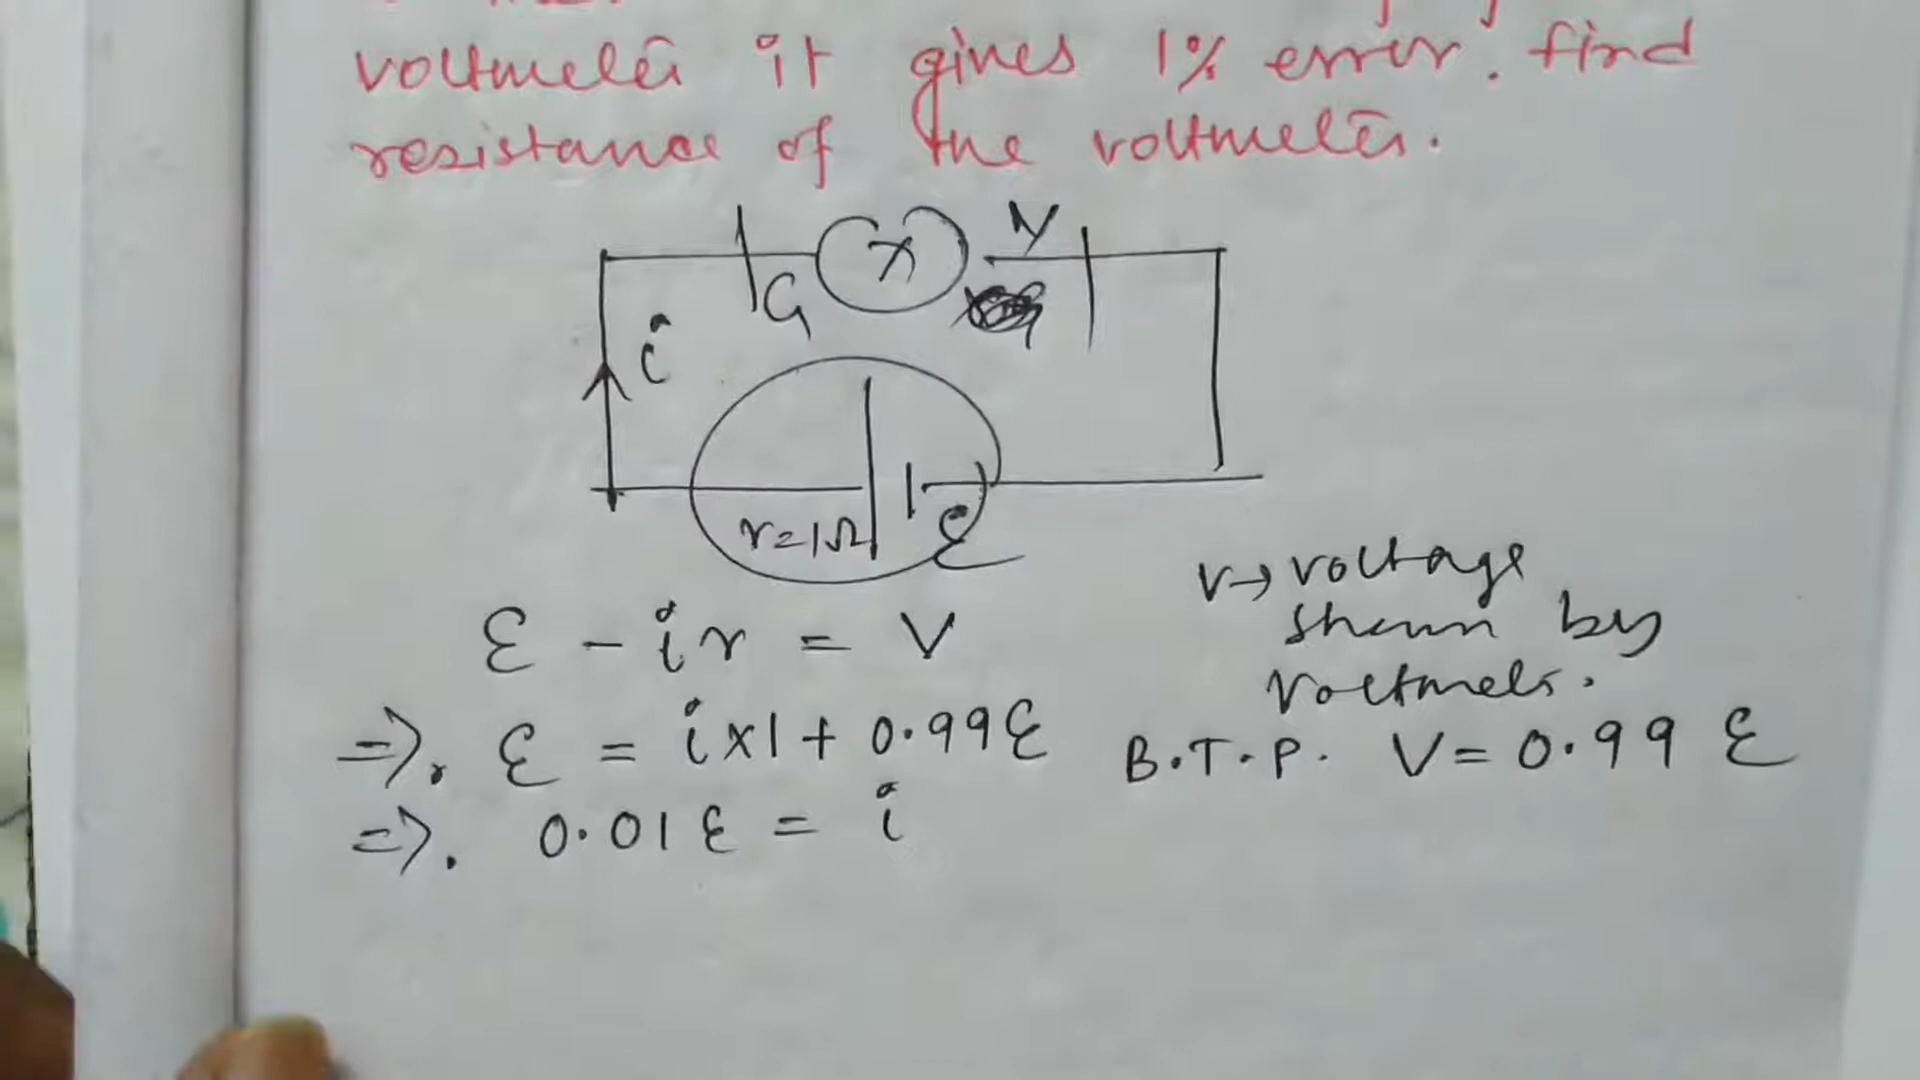 voltmeter it gives 1% error. find
resistance of the voltmeter.
G X V
i
r=1Ω ε
V→ voltage
shown by
voltmeter.
ε - ir = V
⇒. ε = i×1 + 0.99ε
B.T.P. V = 0.99 ε
⇒. 0.01ε = i